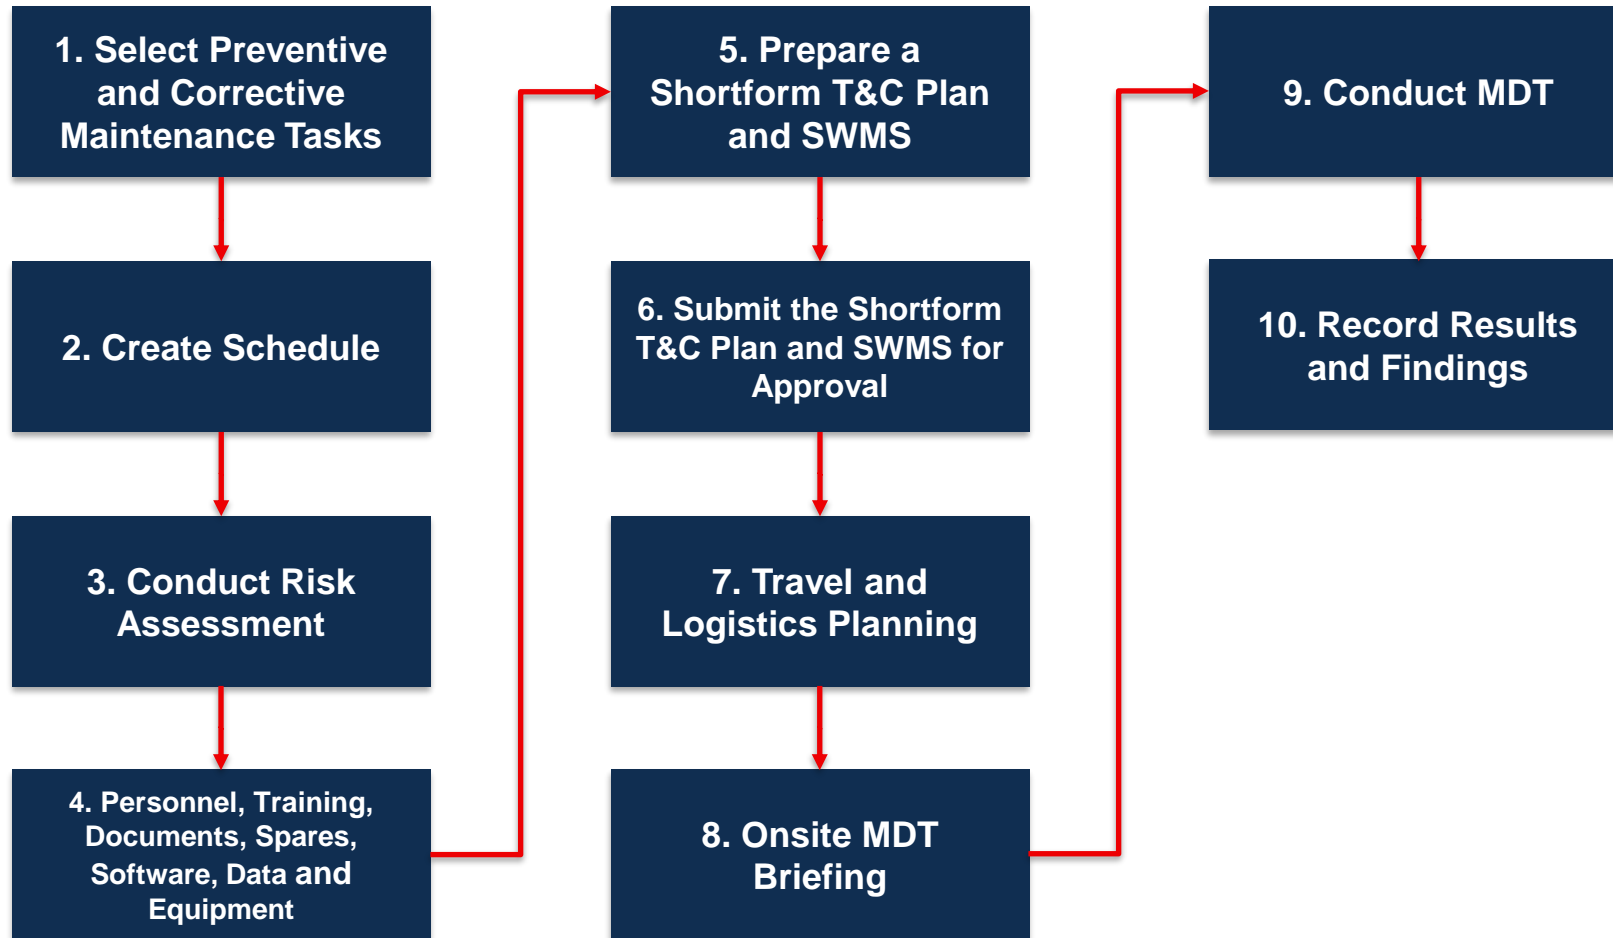 1. Select Preventive
and Corrective
Maintenance Tasks
2. Create Schedule
3. Conduct Risk
Assessment
4. Personnel, Training,
Documents, Spares,
Software, Data and
Equipment
5. Prepare a
Shortform T&C Plan
and SWMS
6. Submit the Shortform
T&C Plan and SWMS for
Approval
7. Travel and
Logistics Planning
8. Onsite MDT
Briefing
9. Conduct MDT
10. Record Results
and Findings